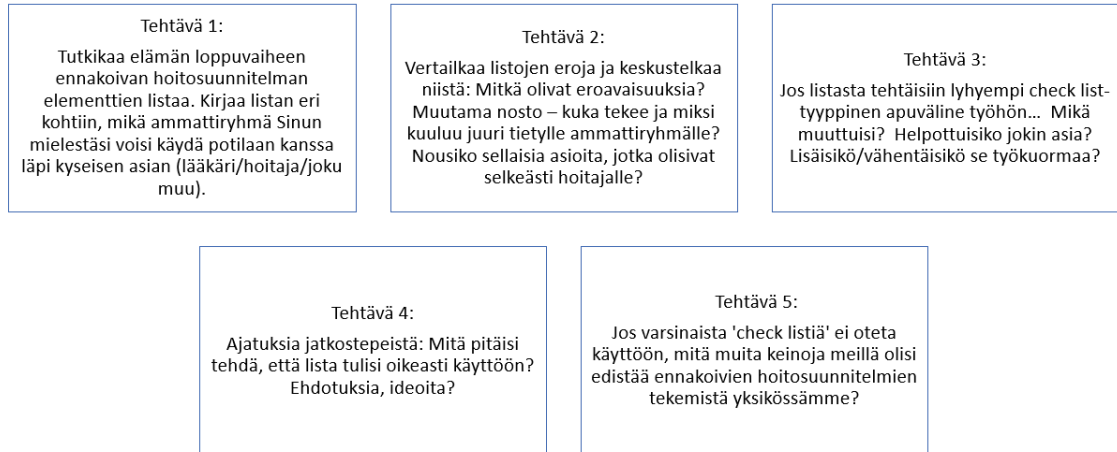 Tehtävä 1:
Tutkikaa elämän loppuvaiheen
ennakoivan hoitosuunnitelman
elementtien listaa. Kirjaa listan eri
kohtiin, mikä ammattiryhmä Sinun
mielestäsi voisi käydä potilaan kanssa
läpi kyseisen asian (lääkäri/hoitaja/joku
muu).
Tehtävä 2:
Vertailkaa listojen eroja ja keskustelkaa
niistä: Mitkä olivat eroavaisuuksia?
Muutama nosto – kuka tekee ja miksi
kuuluu juuri tietylle ammattiryhmälle?
Nousiko sellaisia asioita, jotka olisivat
selkeästi hoitajalle?
Tehtävä 3:
Jos listasta tehtäisiin lyhyempi check list-
tyyppinen apuväline työhön... Mikä
muuttuisi? Helpottuisiko jokin asia?
Lisäisikö/vähentäisikö se työkuormaa?
Tehtävä 4:
Ajatuksia jatkostepeistä: Mitä pitäisi
tehdä, että lista tulisi oikeasti käyttöön?
Ehdotuksia, ideoita?
Tehtävä 5:
Jos varsinaista 'check listiä' ei oteta
käyttöön, mitä muita keinoja meillä olisi
edistää ennakoivien hoitosuunnitelmien
tekemistä yksikössämme?